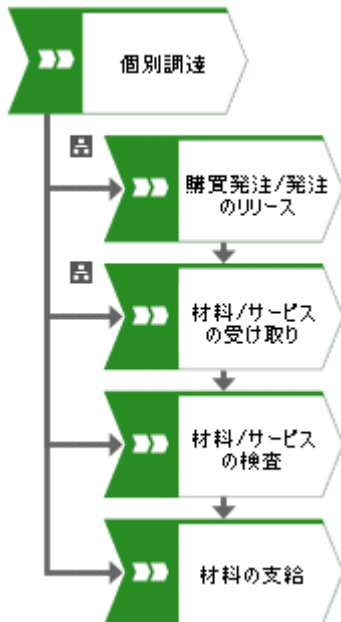 個別調達
購買発注/発注
のリリース
材料/サービス
の受け取り
材料/サービス
の検査
材料の支給